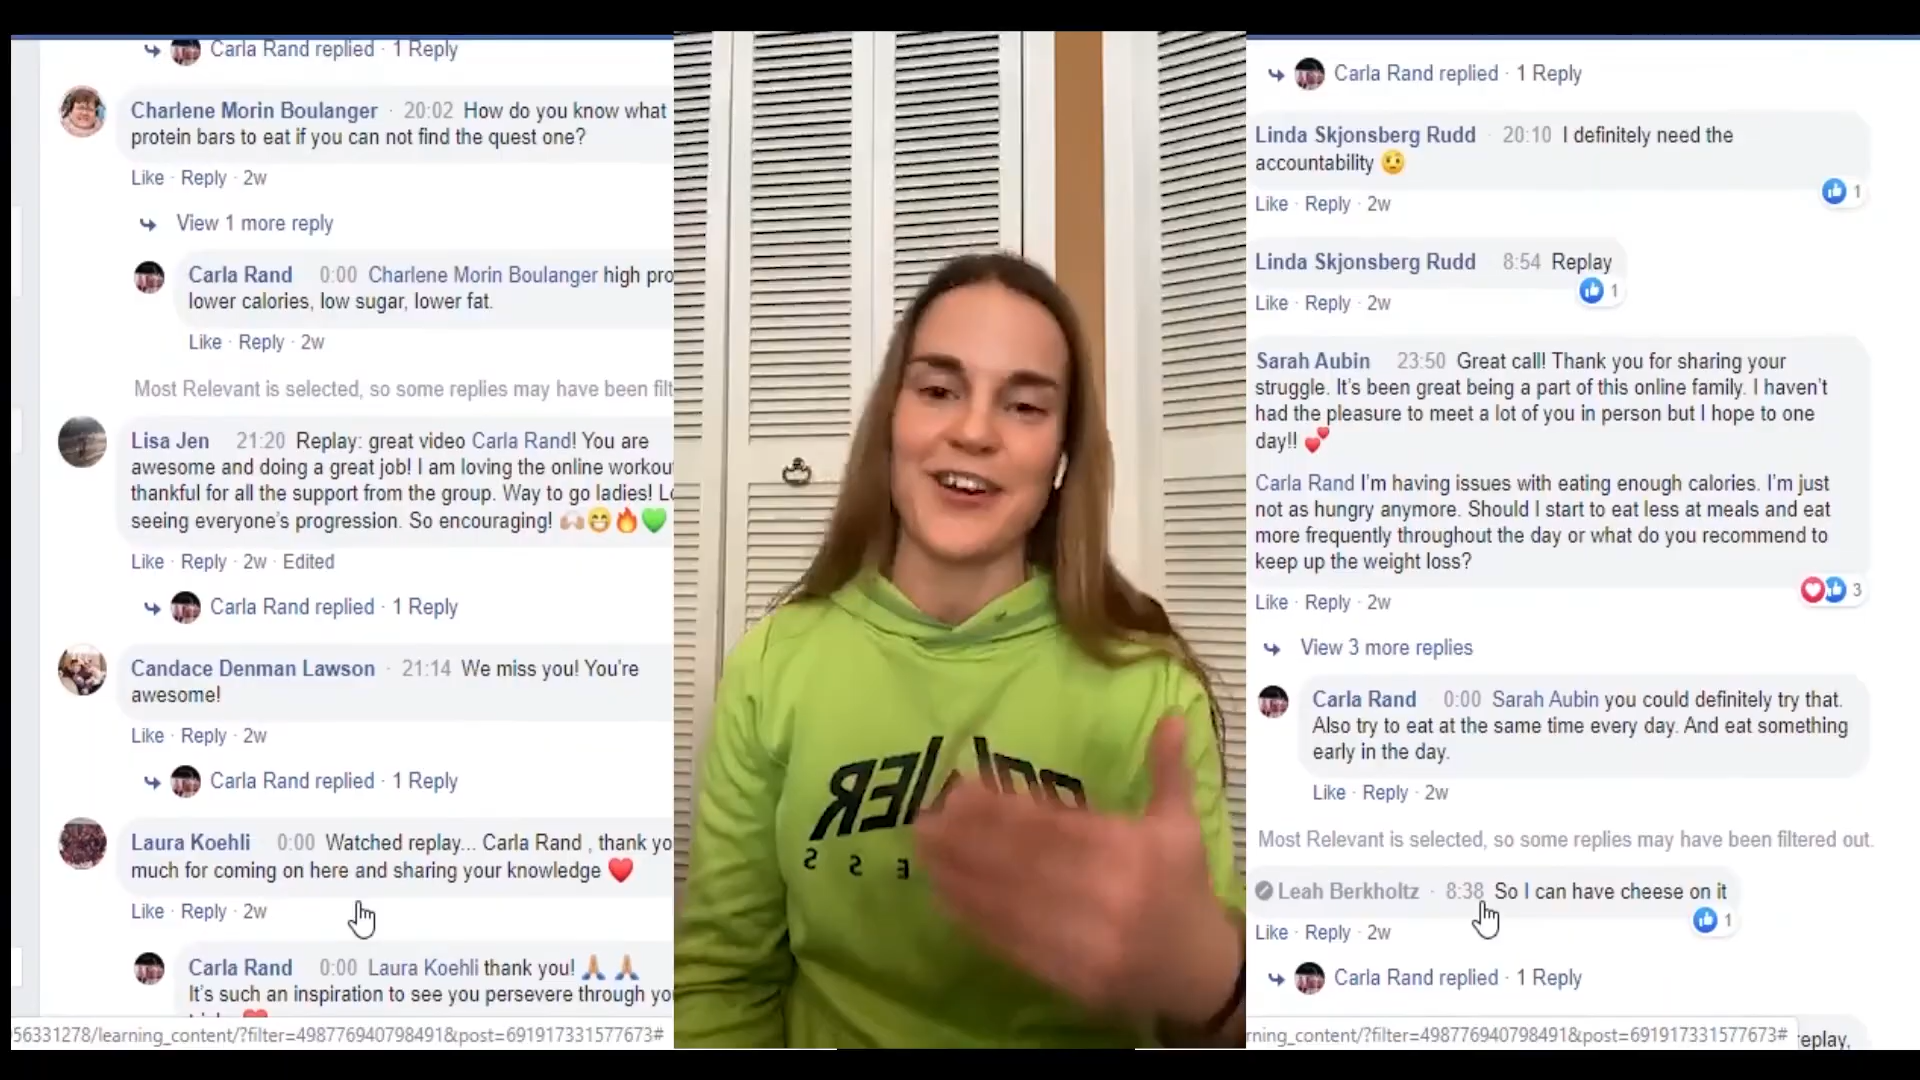 Carla Rand replied · 1 Reply
Charlene Morin Boulanger · 20:02 How do you know what
protein bars to eat if you can not find the quest one?
Like · Reply · 2w
View 1 more reply
Carla Rand 0:00 Charlene Morin Boulanger high pro
lower calories, low sugar, lower fat.
Like · Reply · 2w
Most Relevant is selected, so some replies may have been filt
Lisa Jen 21:20 Replay: great video Carla Rand! You are
awesome and doing a great job! I am loving the online workou
thankful for all the support from the group. Way to go ladies!
seeing everyone's progression. So encouraging! 🙌🏻😁🔥💚
Like · Reply · 2w · Edited
Carla Rand replied · 1 Reply
Candace Denman Lawson · 21:14 We miss you! You're
awesome!
Like · Reply · 2w
Carla Rand replied · 1 Reply
Laura Koehli 0:00 Watched replay... Carla Rand , thank yo
much for coming on here and sharing your knowledge ❤️
Like · Reply · 2w
Carla Rand 0:00 Laura Koehli thank you! 🙏🏼 🙏🏼
It's such an inspiration to see you persevere through yo
56331278/learning_content/?filter=498776940798491&post=691917331577673#
ESS
Carla Rand replied · 1 Reply
Linda Skjonsberg Rudd · 20:10 I definitely need the
accountability 🤨
1
Like · Reply · 2w
Linda Skjonsberg Rudd 8:54 Replay
1
Like · Reply · 2w
Sarah Aubin 23:50 Great call! Thank you for sharing your
struggle. It's been great being a part of this online family. I haven't
had the pleasure to meet a lot of you in person but I hope to one
day!! 💕
Carla Rand I'm having issues with eating enough calories. I'm just
not as hungry anymore. Should I start to eat less at meals and eat
more frequently throughout the day or what do you recommend to
keep up the weight loss?
3
Like · Reply · 2w
View 3 more replies
Carla Rand 0:00 Sarah Aubin you could definitely try that.
Also try to eat at the same time every day. And eat something
early in the day.
Like · Reply · 2w
Most Relevant is selected, so some replies may have been filtered out.
Leah Berkholtz · 8:38 So I can have cheese on it
1
Like · Reply · 2w
Carla Rand replied · 1 Reply
rning_content/?filter=498776940798491&post=691917331577673#
eplay,